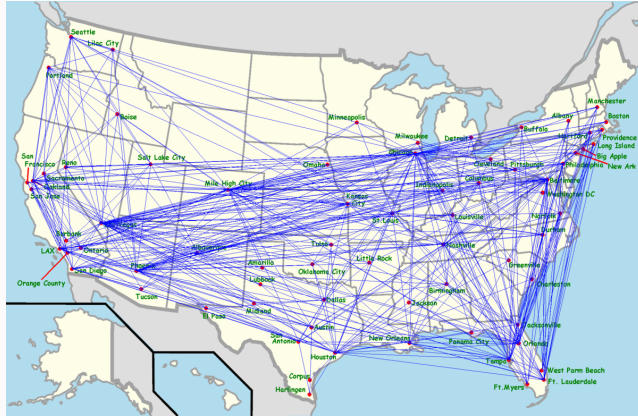 Seattle
Lilac City
Portland
Boise
Minneapolis
Milwaukee
Chicago
Detroit
Buffalo
Albany
Manchester
Boston
Providence
Hartford
Long Island
Big Apple
New Ark
Philadelphia
Baltimore
Washington DC
Norfolk
Durham
San
Francisco
Oakland
San Jose
Sacramento
Reno
Salt Lake City
Mile High City
Omaha
Kansas
City
St.Louis
Indianapolis
Columbus
Cleveland
Pittsburgh
Louisville
Nashville
Vegas
Burbank
LAX
Ontario
Orange County
San Diego
Phoenix
Tucson
Albuquerque
El Paso
Amarilla
Lubbock
Midland
Tulsa
Oklahoma City
Little Rock
Dallas
Austin
San
Antonio
Houston
Corpus
Harlingen
New Orleans
Jackson
Birmingham
Greenville
Charleston
Panama City
Jacksonville
Orlando
Tampa
West Parm Beach
Ft. Lauderdale
Ft.Myers